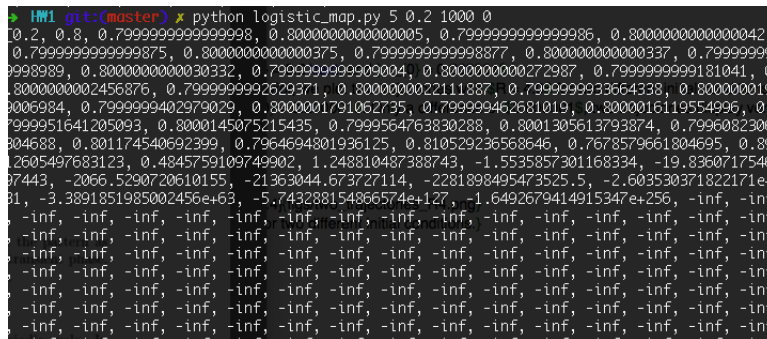 → HW1 git:(master) ✗ python logistic_map.py 5 0.2 1000 0
[0.2, 0.8, 0.7999999999999998, 0.8000000000000005, 0.799999999999986, 0.8000000000000042
, 0.7999999999999875, 0.8000000000000375, 0.7999999999998877, 0.800000000000337, 0.79999999
9998989, 0.8000000000030332, 0.799999999909004, 0.8000000000272987, 0.7999999999181041, 0
.8000000002456876, 0.7999999992629371, 0.8000000022111887, 0.7999999933664338, 0.800000019
9006984, 0.7999999402979029, 0.8000001791062735, 0.799999462681019, 0.8000016119554996, 0
7999951641205093, 0.8000145075215435, 0.7999564763830288, 0.8001305613793874, 0.799608230
304688, 0.801174540692399, 0.7964694801936125, 0.810529236568646, 0.7678579661804695, 0.89
12605497683123, 0.4845759109749902, 1.248810487388743, -1.5535857301168334, -19.836071754
97443, -2066.5290720610155, -21363044.673727114, -2281898495473525.5, -2.603530371822171e
31, -3.3891851985002456e+63, -5.743288153656744e+127, -1.6492679414915347e+256, -inf, -in
, -inf, -inf, -inf, -inf, -inf, -inf, -inf, -inf, -inf, -inf, -inf, -inf, -inf, -inf, -in
, -inf, -inf, -inf, -inf, -inf, -inf, -inf, -inf, -inf, -inf, -inf, -inf, -inf, -inf, -in
, -inf, -inf, -inf, -inf, -inf, -inf, -inf, -inf, -inf, -inf, -inf, -inf, -inf, -inf, -in
, -inf, -inf, -inf, -inf, -inf, -inf, -inf, -inf, -inf, -inf, -inf, -inf, -inf, -inf, -in
, -inf, -inf, -inf, -inf, -inf, -inf, -inf, -inf, -inf, -inf, -inf, -inf, -inf, -inf, -in
, -inf, -inf, -inf, -inf, -inf, -inf, -inf, -inf, -inf, -inf, -inf, -inf, -inf, -inf, -in
, -inf, -inf, -inf, -inf, -inf, -inf, -inf, -inf, -inf, -inf, -inf, -inf, -inf, -inf, -in